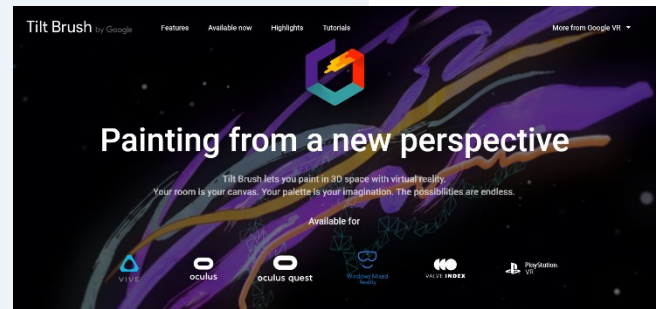 Tilt Brush by Google
Features Available now Highlights Tutorials More from Google VR
Painting from a new perspective
Tilt Brush lets you paint in 3D space with virtual reality.
Your room is your canvas. Your palette is your imagination. The possibilities are endless.
Available for
VIVE
oculus
oculus quest
Windows Mixed
Reality
VALVE INDEX
PlayStation
VR